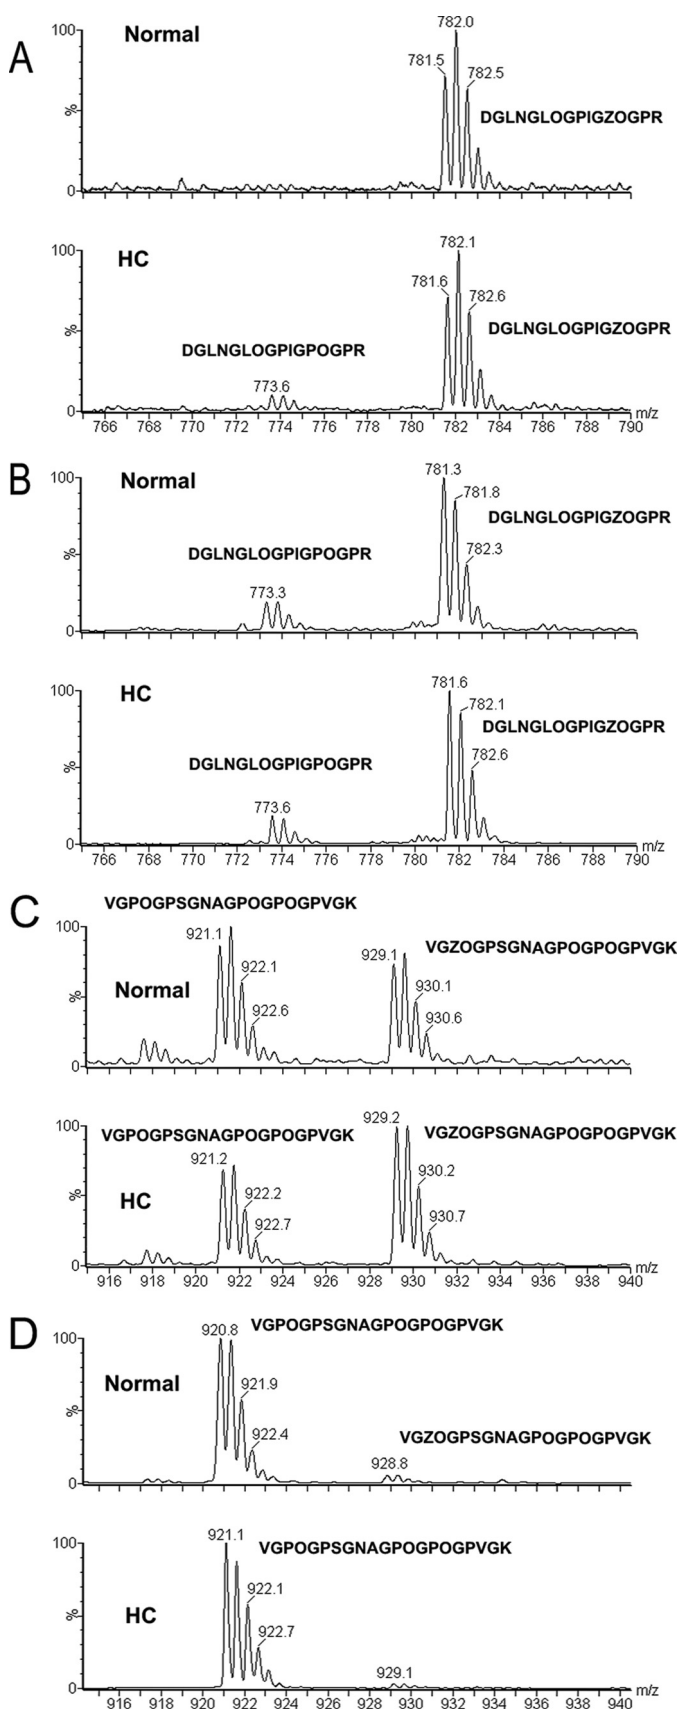 A
Normal
100
%
0
781.5
782.0
782.5
DGLNGLOGPIGZOGPR
HC
100
%
0
DGLNGLOGPIGPOGPR
773.6
781.6
782.1
782.6
DGLNGLOGPIGZOGPR
766 768 770 772 774 776 778 780 782 784 786 788 790 m/z
B
Normal
100
%
0
DGLNGLOGPIGPOGPR
773.3
781.3
781.8
782.3
DGLNGLOGPIGZOGPR
HC
100
%
0
DGLNGLOGPIGPOGPR
773.6
781.6
782.1
782.6
DGLNGLOGPIGZOGPR
766 768 770 772 774 776 778 780 782 784 786 788 790 m/z
C
VGPOGPSGNAGPOGPOGPVGK
Normal
100
%
0
921.1
922.1
922.6
929.1
930.1
930.6
VGZOGPSGNAGPOGPOGPVGK
VGPOGPSGNAGPOGPOGPVGK
HC
100
%
0
921.2
922.2
922.7
929.2
930.2
930.7
VGZOGPSGNAGPOGPOGPVGK
916 918 920 922 924 926 928 930 932 934 936 938 940 m/z
D
Normal
100
%
0
920.8
921.9
922.4
VGPOGPSGNAGPOGPOGPVGK
VGZOGPSGNAGPOGPOGPVGK
928.8
HC
100
%
0
921.1
922.1
922.7
VGPOGPSGNAGPOGPOGPVGK
929.1
916 918 920 922 924 926 928 930 932 934 936 938 940 m/z